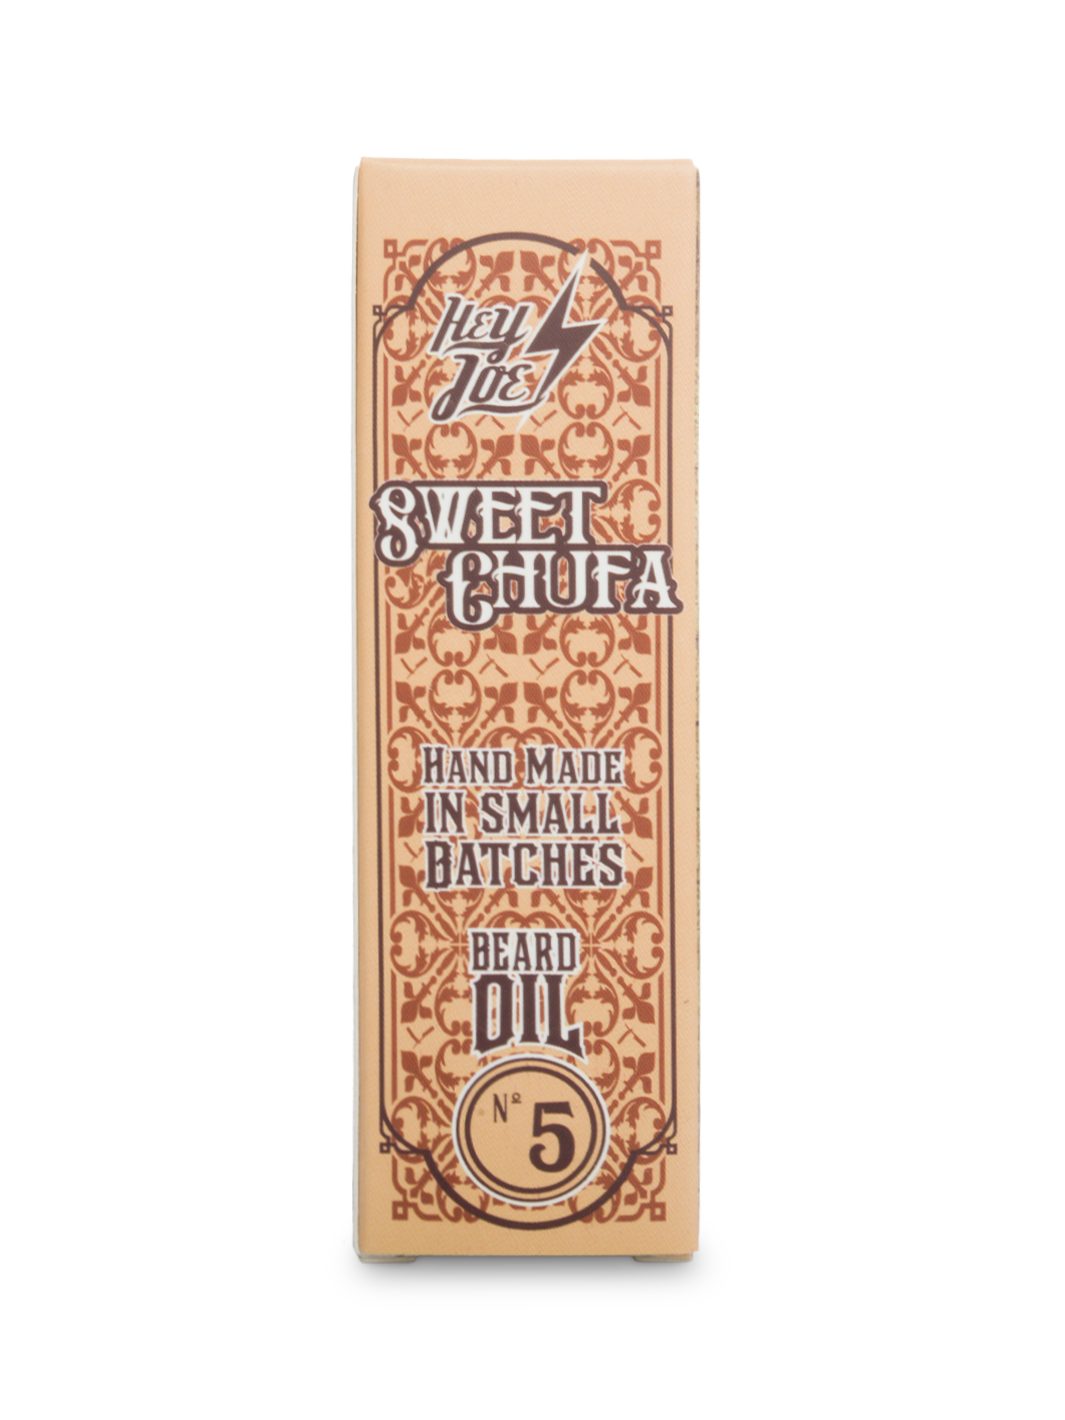 Hey
Joe
SWEET
CHUFA
HAND MADE
IN SMALL
BATCHES
BEARD
OIL
Nº 5